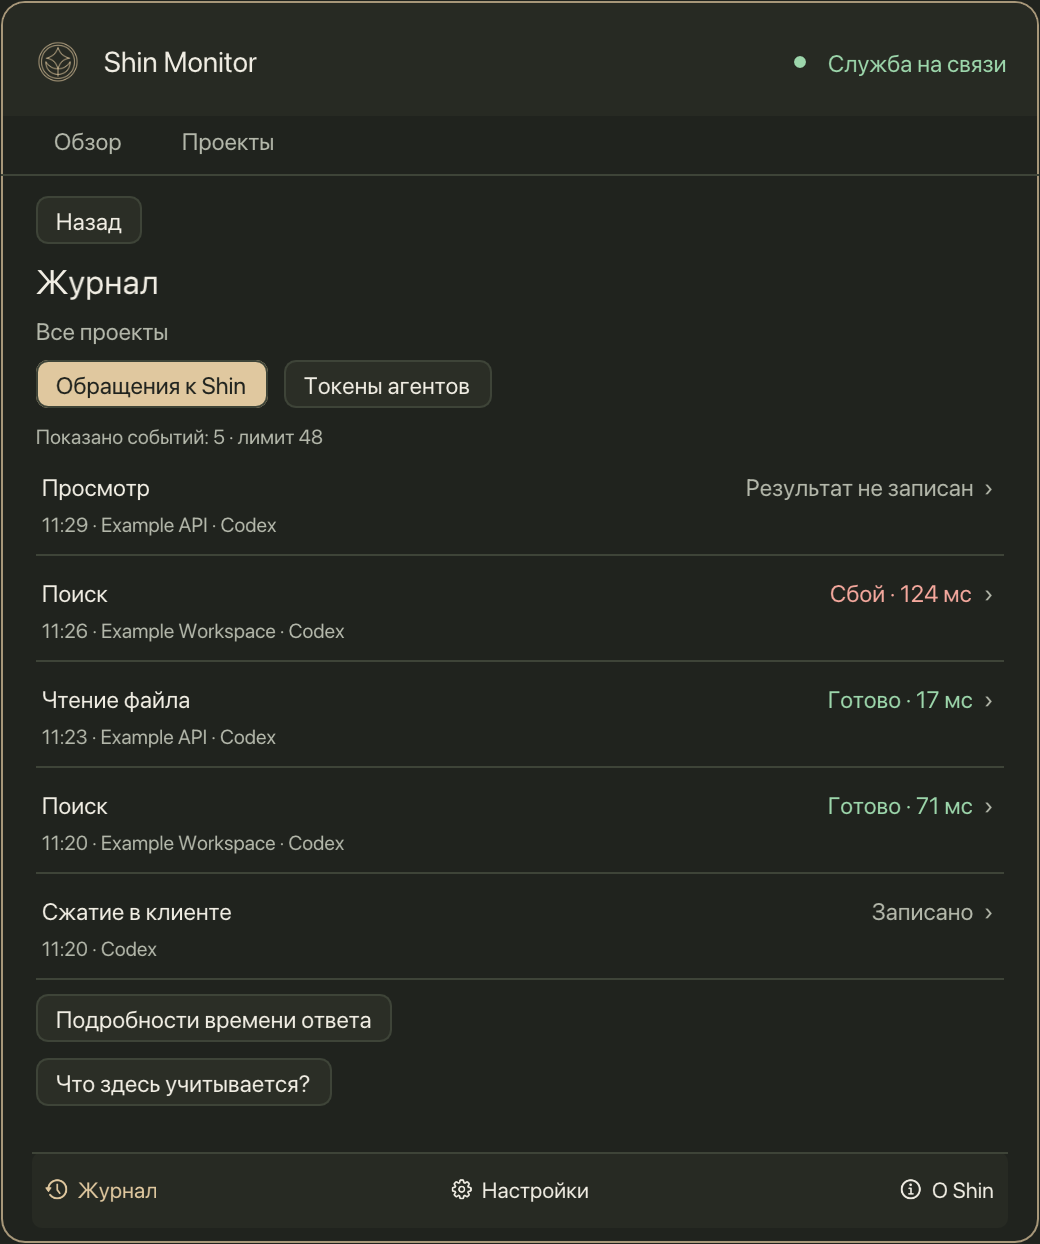 Shin Monitor
Служба на связи
Обзор
Проекты
Назад
Журнал
Все проекты
Обращения к Shin
Токены агентов
Показано событий: 5 · лимит 48
Просмотр
Результат не записан ›
11:29 · Example API · Codex
Поиск
Сбой · 124 мс ›
11:26 · Example Workspace · Codex
Чтение файла
Готово · 17 мс ›
11:23 · Example API · Codex
Поиск
Готово · 71 мс ›
11:20 · Example Workspace · Codex
Сжатие в клиенте
Записано ›
11:20 · Codex
Подробности времени ответа
Что здесь учитывается?
Журнал
Настройки
О Shin